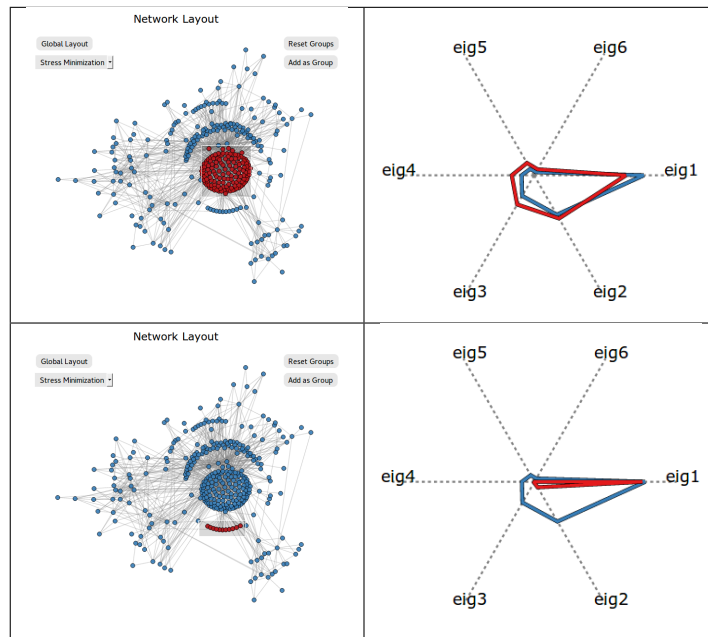 Network Layout
Global Layout
Reset Groups
Stress Minimization
Add as Group
eig5
eig6
eig4
eig1
eig3
eig2
Network Layout
Global Layout
Reset Groups
Stress Minimization
Add as Group
eig5
eig6
eig4
eig1
eig3
eig2